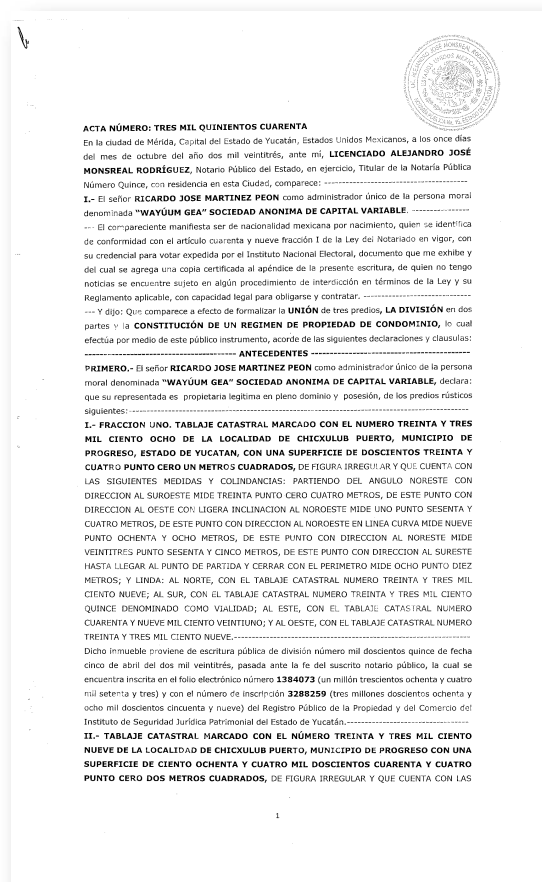 ACTA NÚMERO: TRES MIL QUINIENTOS CUARENTA
En la ciudad de Mérida, Capital del Estado de Yucatán, Estados Unidos Mexicanos, a los once días
del mes de octubre del año dos mil veintitrés, ante mí, LICENCIADO ALEJANDRO JOSÉ
MONSREAL RODRÍGUEZ, Notario Público del Estado, en ejercicio, Titular de la Notaría Pública
Número Quince, con residencia en esta Ciudad, comparece: ------------------------------------
I.- El señor RICARDO JOSE MARTINEZ PEON como administrador único de la persona moral
denominada "WAYÚUM GEA" SOCIEDAD ANONIMA DE CAPITAL VARIABLE. ---------------
--- El compareciente manifiesta ser de nacionalidad mexicana por nacimiento, quien se identifica
de conformidad con el artículo cuarenta y nueve fracción I de la Ley del Notariado en vigor, con
su credencial para votar expedida por el Instituto Nacional Electoral, documento que me exhibe y
del cual se agrega una copia certificada al apéndice de la presente escritura, de quien no tengo
noticias se encuentre sujeto en algún procedimiento de interdicción en términos de la Ley y su
Reglamento aplicable, con capacidad legal para obligarse y contratar. ---------------------------
--- Y dijo: Que comparece a efecto de formalizar la UNIÓN de tres predios, LA DIVISIÓN en dos
partes y la CONSTITUCIÓN DE UN REGIMEN DE PROPIEDAD DE CONDOMINIO, lo cual
efectúa por medio de este público instrumento, acorde de las siguientes declaraciones y clausulas:
-------------------------------------- ANTECEDENTES ----------------------------------------
PRIMERO.- El señor RICARDO JOSE MARTINEZ PEON como administrador único de la persona
moral denominada "WAYÚUM GEA" SOCIEDAD ANONIMA DE CAPITAL VARIABLE, declara:
que su representada es propietaria legitima en pleno dominio y posesión, de los predios rústicos
siguientes:-------------------------------------------------------------------------------------
I.- FRACCION UNO. TABLAJE CATASTRAL MARCADO CON EL NUMERO TREINTA Y TRES
MIL CIENTO OCHO DE LA LOCALIDAD DE CHICXULUB PUERTO, MUNICIPIO DE
PROGRESO, ESTADO DE YUCATAN, CON UNA SUPERFICIE DE DOSCIENTOS TREINTA Y
CUATRO PUNTO CERO UN METROS CUADRADOS, DE FIGURA IRREGULAR Y QUE CUENTA CON
LAS SIGUIENTES MEDIDAS Y COLINDANCIAS: PARTIENDO DEL ANGULO NORESTE CON
DIRECCION AL SUROESTE MIDE TREINTA PUNTO CERO CUATRO METROS, DE ESTE PUNTO CON
DIRECCION AL OESTE CON LIGERA INCLINACION AL NOROESTE MIDE UNO PUNTO SESENTA Y
CUATRO METROS, DE ESTE PUNTO CON DIRECCION AL NOROESTE EN LINEA CURVA MIDE NUEVE
PUNTO OCHENTA Y OCHO METROS, DE ESTE PUNTO CON DIRECCION AL NORESTE MIDE
VEINTITRES PUNTO SESENTA Y CINCO METROS, DE ESTE PUNTO CON DIRECCION AL SURESTE
HASTA LLEGAR AL PUNTO DE PARTIDA Y CERRAR CON EL PERIMETRO MIDE OCHO PUNTO DIEZ
METROS; Y LINDA: AL NORTE, CON EL TABLAJE CATASTRAL NUMERO TREINTA Y TRES MIL
CIENTO NUEVE; AL SUR, CON EL TABLAJE CATASTRAL NUMERO TREINTA Y TRES MIL CIENTO
QUINCE DENOMINADO COMO VIALIDAD; AL ESTE, CON EL TABLAJE CATASTRAL NUMERO
CUARENTA Y NUEVE MIL CIENTO VEINTIUNO; Y AL OESTE, CON EL TABLAJE CATASTRAL NUMERO
TREINTA Y TRES MIL CIENTO NUEVE.------------------------------------------------------------
Dicho inmueble proviene de escritura pública de división número mil doscientos quince de fecha
cinco de abril del dos mil veintitrés, pasada ante la fe del suscrito notario público, la cual se
encuentra inscrita en el folio electrónico número 1384073 (un millón trescientos ochenta y cuatro
mil setenta y tres) y con el número de inscripción 3288259 (tres millones doscientos ochenta y
ocho mil doscientos cincuenta y nueve) del Registro Público de la Propiedad y del Comercio del
Instituto de Seguridad Jurídica Patrimonial del Estado de Yucatán.-------------------------------
II.- TABLAJE CATASTRAL MARCADO CON EL NÚMERO TREINTA Y TRES MIL CIENTO
NUEVE DE LA LOCALIDAD DE CHICXULUB PUERTO, MUNICIPIO DE PROGRESO CON UNA
SUPERFICIE DE CIENTO OCHENTA Y CUATRO MIL DOSCIENTOS CUARENTA Y CUATRO
PUNTO CERO DOS METROS CUADRADOS, DE FIGURA IRREGULAR Y QUE CUENTA CON LAS
1